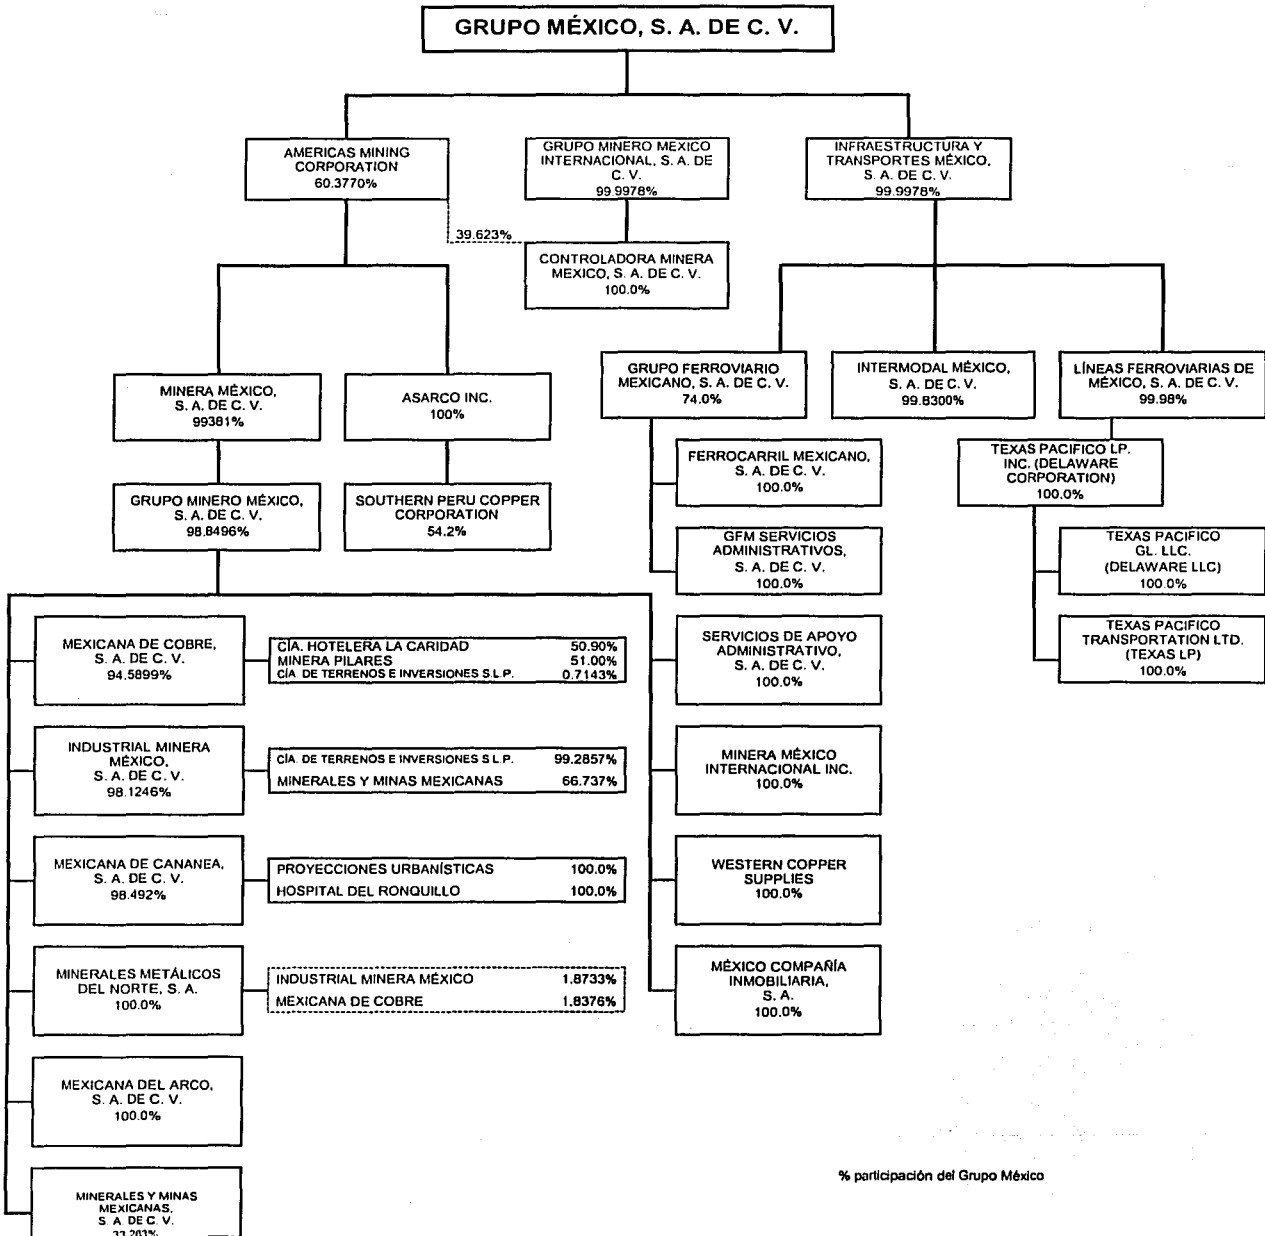 GRUPO MÉXICO, S. A. DE C. V.
AMERICAS MINING
CORPORATION
60.3770%
GRUPO MINERO MEXICO
INTERNACIONAL, S. A. DE
C. V.
99.9978%
INFRAESTRUCTURA Y
TRANSPORTES MÉXICO,
S. A. DE C. V.
99.9978%
39.623%
CONTROLADORA MINERA
MEXICO, S. A. DE C. V.
100.0%
MINERA MÉXICO,
S. A. DE C. V.
99381%
ASARCO INC.
100%
GRUPO FERROVIARIO
MEXICANO, S. A. DE C. V.
74.0%
INTERMODAL MÉXICO,
S. A. DE C. V.
99.8300%
LÍNEAS FERROVIARIAS DE
MÉXICO, S. A. DE C. V.
99.98%
GRUPO MINERO MÉXICO,
S. A. DE C. V.
98.8496%
SOUTHERN PERU COPPER
CORPORATION
54.2%
FERROCARRIL MEXICANO,
S. A. DE C. V.
100.0%
TEXAS PACIFICO LP.
INC. (DELAWARE
CORPORATION)
100.0%
GFM SERVICIOS
ADMINISTRATIVOS,
S. A. DE C. V.
100.0%
TEXAS PACIFICO
GL. LLC.
(DELAWARE LLC)
100.0%
MEXICANA DE COBRE,
S. A. DE C. V.
94.5899%
CÍA. HOTELERA LA CARIDAD 50.90%
MINERA PILARES 51.00%
CÍA. DE TERRENOS E INVERSIONES S.L.P. 0.7143%
SERVICIOS DE APOYO
ADMINISTRATIVO,
S. A. DE C. V.
100.0%
TEXAS PACIFICO
TRANSPORTATION LTD.
(TEXAS LP)
100.0%
INDUSTRIAL MINERA
MÉXICO,
S. A. DE C. V.
98.1246%
CÍA. DE TERRENOS E INVERSIONES S L.P. 99.2857%
MINERALES Y MINAS MEXICANAS 66.737%
MINERA MÉXICO
INTERNACIONAL INC.
100.0%
MEXICANA DE CANANEA,
S. A. DE C. V.
98.492%
PROYECCIONES URBANÍSTICAS 100.0%
HOSPITAL DEL RONQUILLO 100.0%
WESTERN COPPER
SUPPLIES
100.0%
MINERALES METÁLICOS
DEL NORTE, S. A.
100.0%
INDUSTRIAL MINERA MÉXICO 1.8733%
MEXICANA DE COBRE 1.8376%
MÉXICO COMPAÑÍA
INMOBILIARIA,
S. A.
100.0%
MEXICANA DEL ARCO,
S. A. DE C. V.
100.0%
MINERALES Y MINAS
MEXICANAS,
S. A. DE C. V.
33.263%
% participación del Grupo México